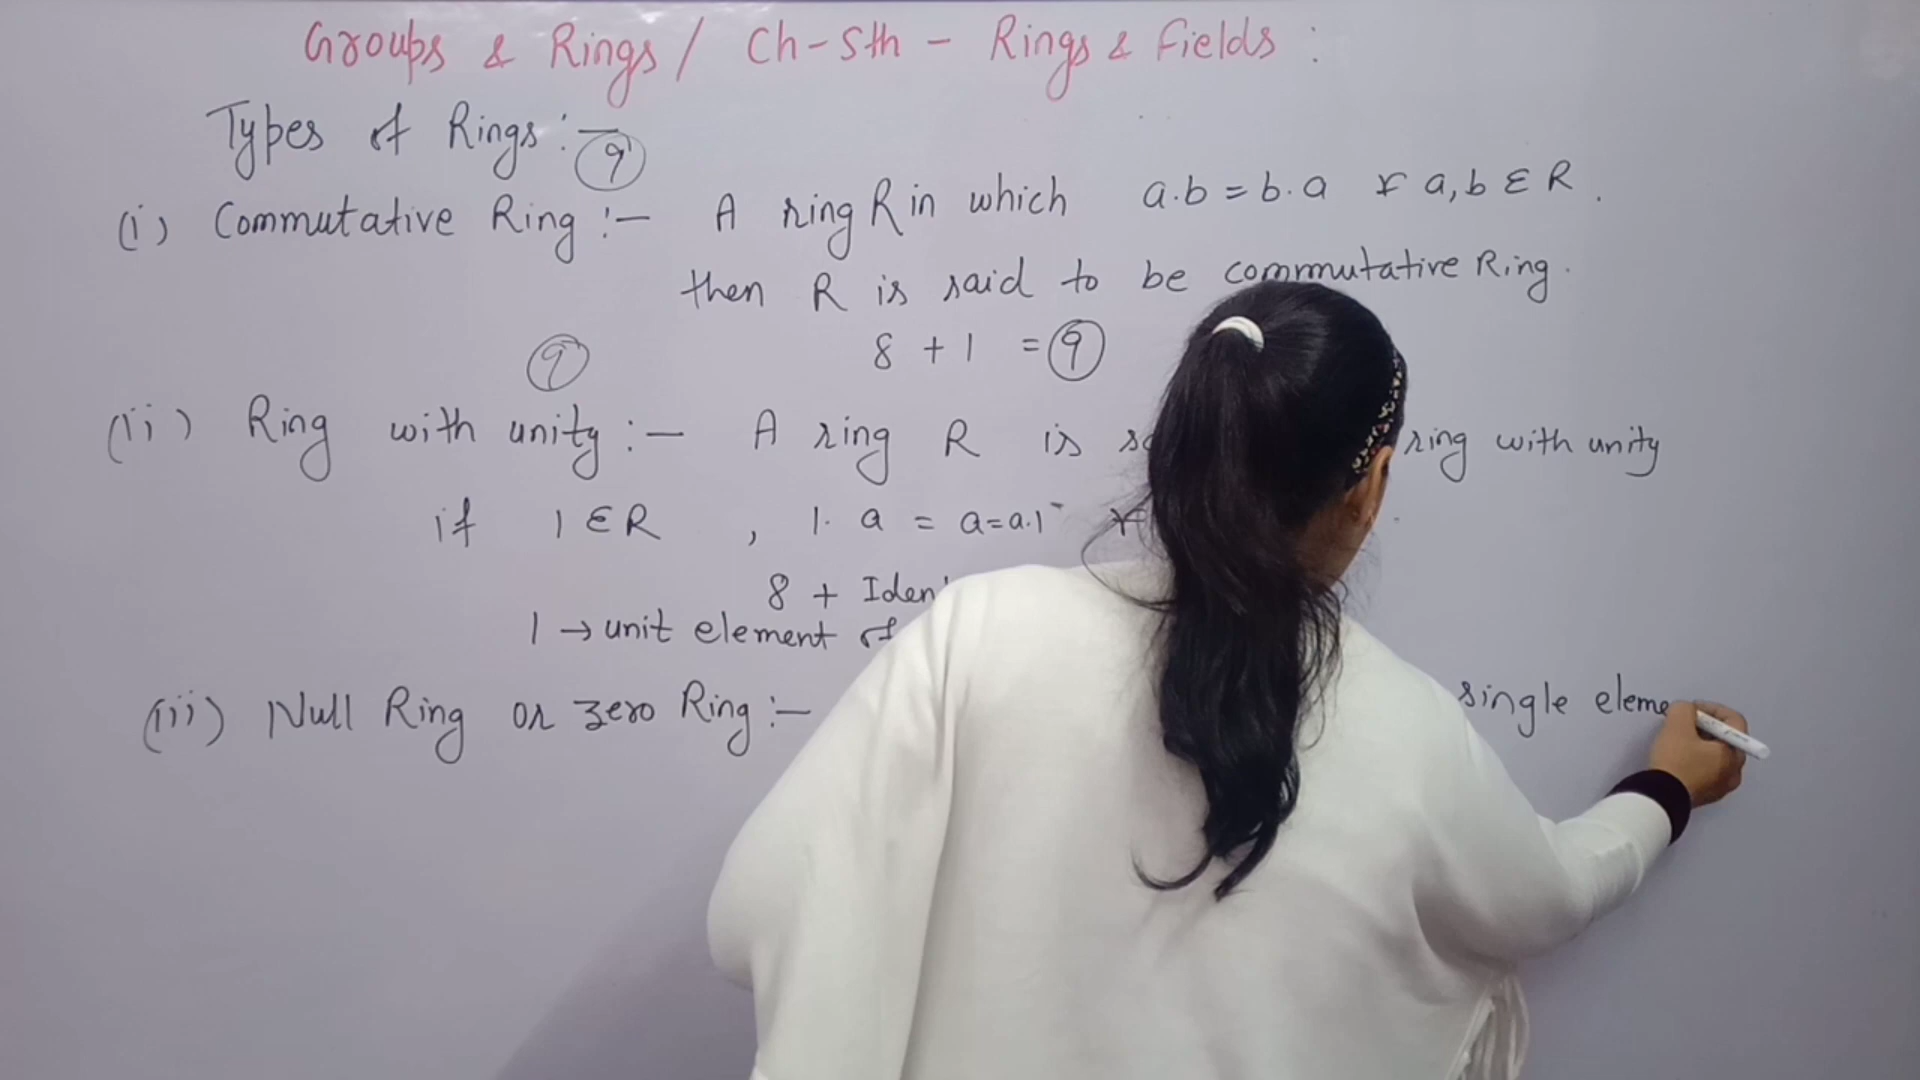 Groups & Rings / Ch-5th - Rings & Fields :
Types of Rings :- 9
(i) Commutative Ring :- A ring R in which a.b = b.a ∀ a,b ∈ R .
then R is said to be commutative Ring.
9 8 + 1 = 9
(ii) Ring with unity :- A ring R is ring with unity
if 1 ∈ R , 1. a = a = a.1 ∀
8 +
1 → unit element of
(iii) Null Ring or zero Ring :- single